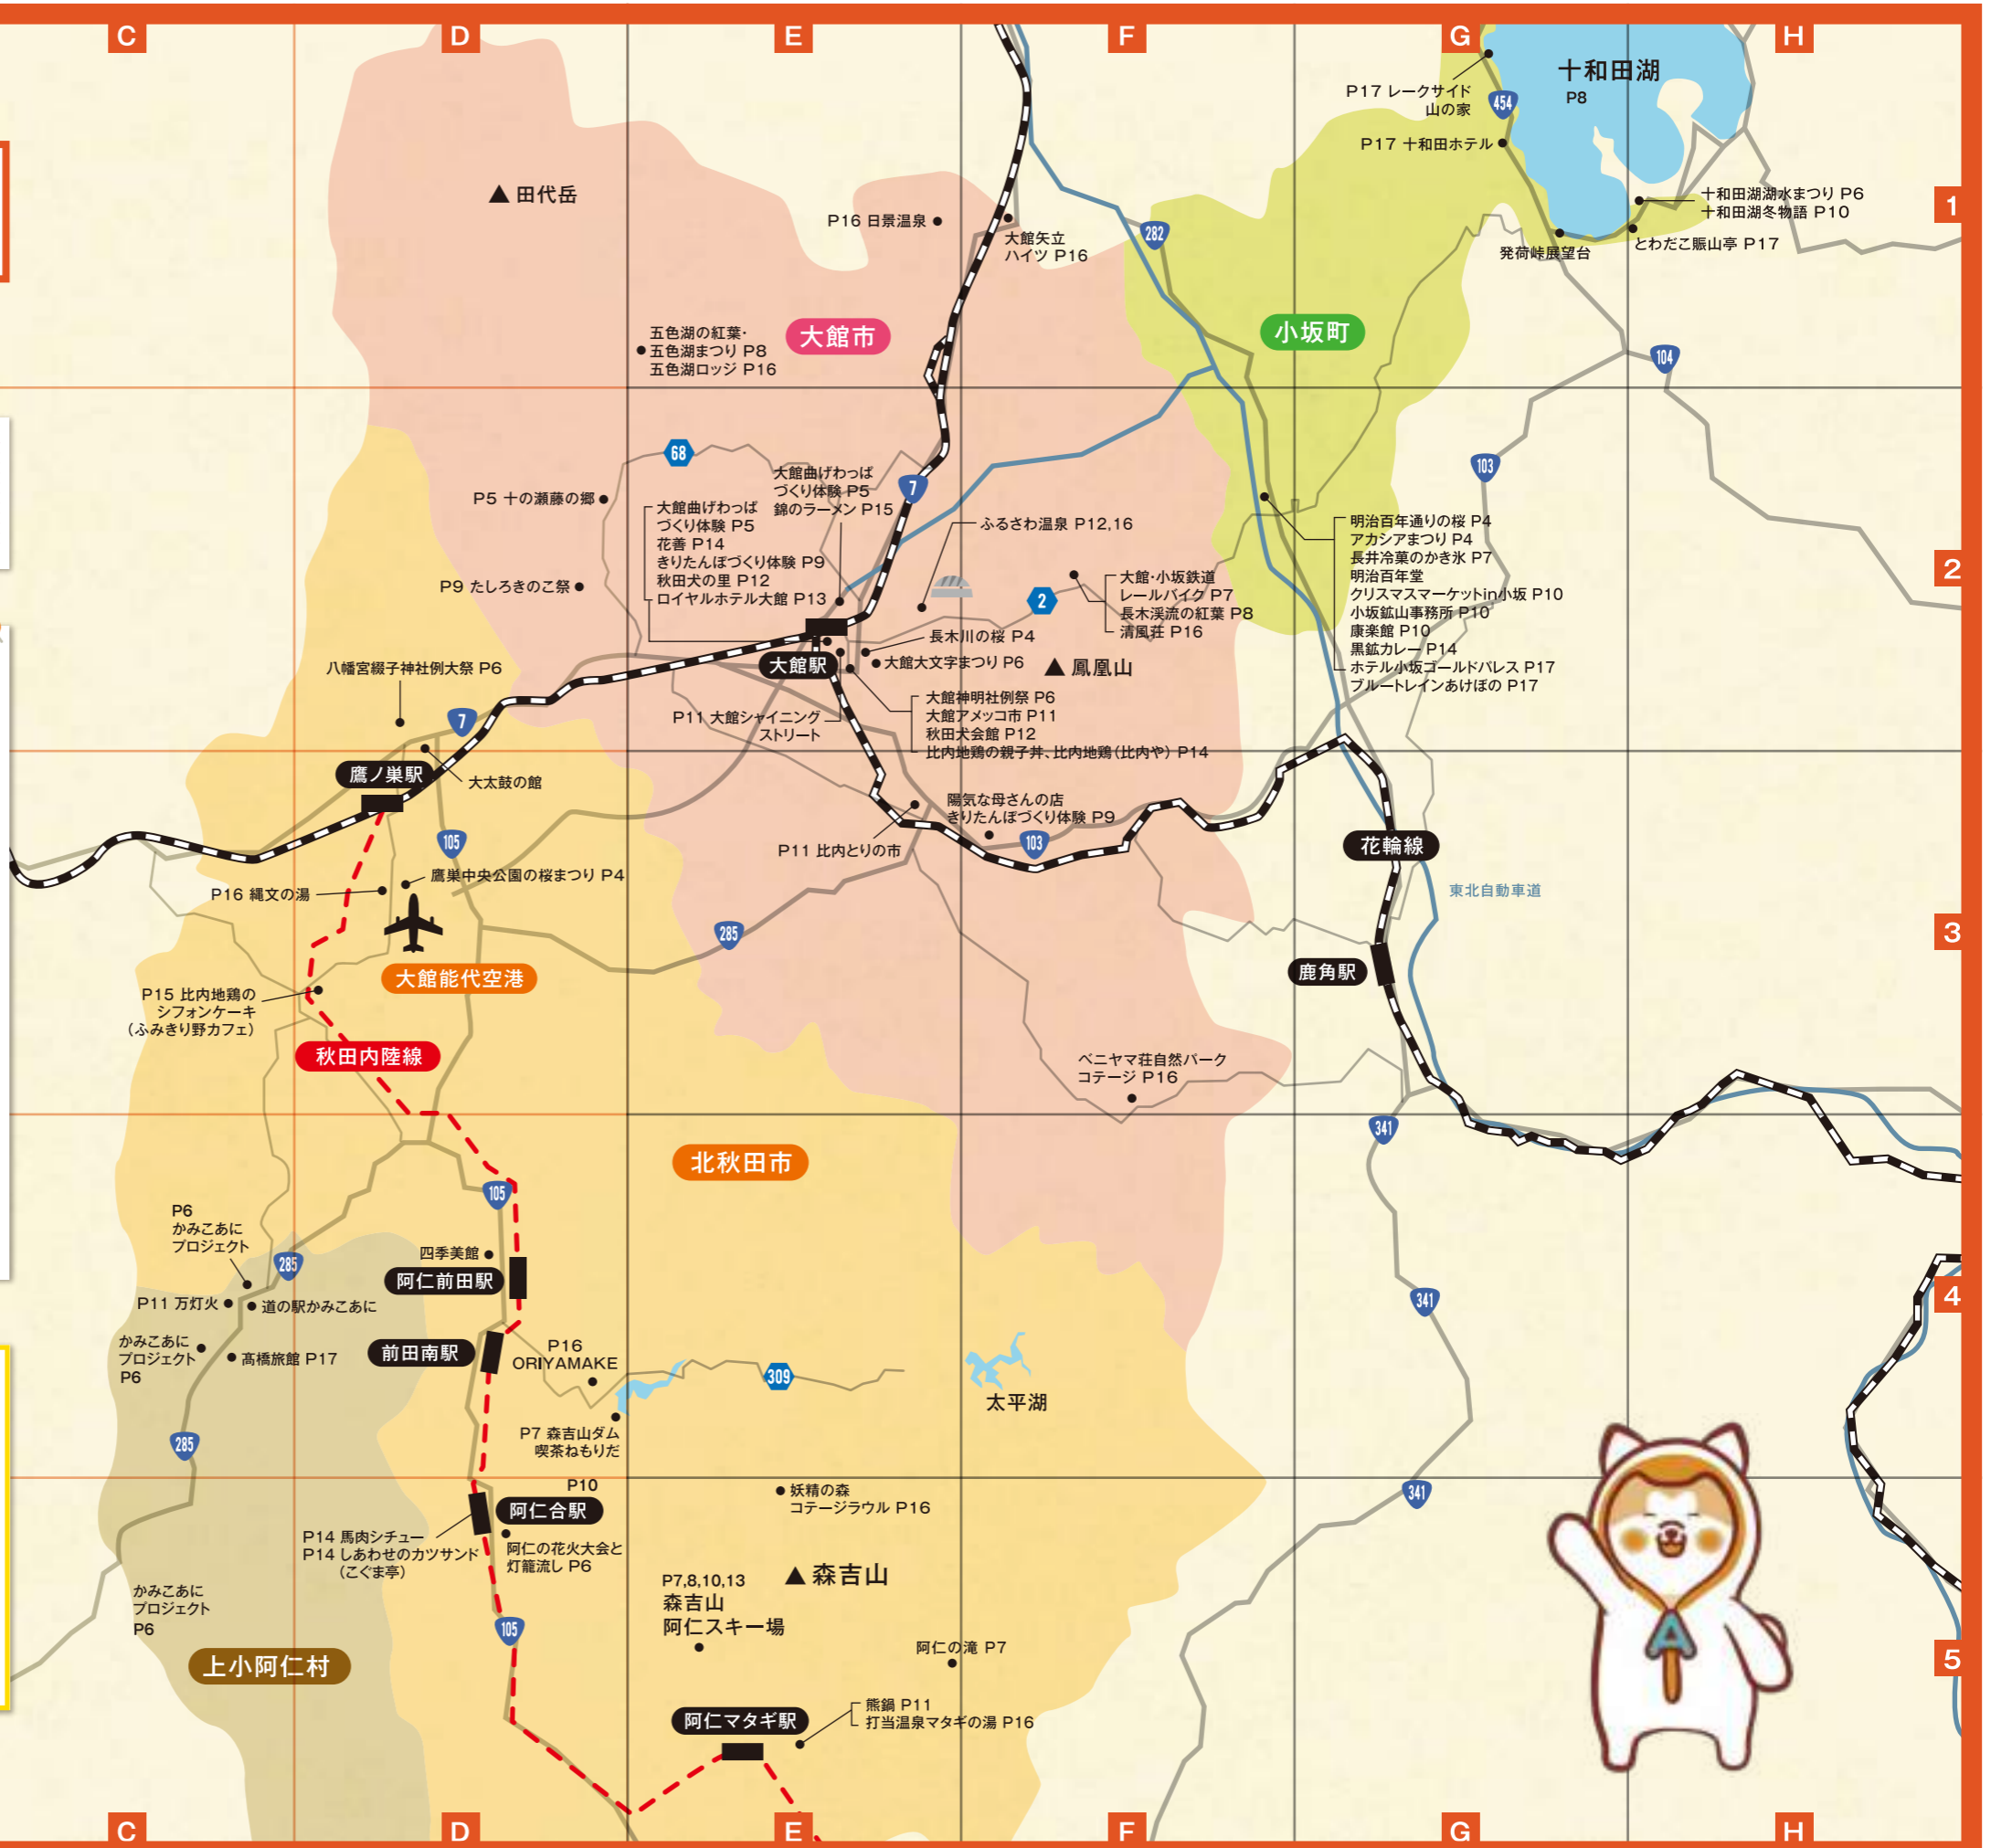 C
D
E
F
G
H
十和田湖
P8
P17 レークサイド
山の家
454
P17 十和田ホテル
十和田湖湖水まつり P6
十和田湖冬物語 P10
1
とわだこ賑山亭 P17
発荷峠展望台
田代岳
P16 日景温泉
大館矢立
ハイツ P16
282
五色湖の紅葉・
五色湖まつり P8
五色湖ロッジ P16
大館市
小坂町
104
68
103
7
P5 十の瀬藤の郷
大館曲げわっぱ
づくり体験 P5
錦のラーメン P15
大館曲げわっぱ
づくり体験 P5
花善 P14
きりたんぽづくり体験 P9
秋田犬の里 P12
ロイヤルホテル大館 P13
ふるさわ温泉 P12,16
明治百年通りの桜 P4
アカシアまつり P4
長井冷菓のかき氷 P7
明治百年堂
クリスマスマーケットin小坂 P10
小坂鉱山事務所 P10
康楽館 P10
黒鉱カレー P14
ホテル小坂ゴールドパレス P17
ブルートレインあけぼの P17
2
P9 たしろきのこ祭
2
大館・小坂鉄道
レールバイク P7
長木渓流の紅葉 P8
清風荘 P16
長木川の桜 P4
大館駅
大館大文字まつり P6
鳳凰山
八幡宮綴子神社例大祭 P6
7
P11 大館シャイニング
ストリート
大館神明社例祭 P6
大館アメッコ市 P11
秋田犬会館 P12
比内地鶏の親子丼、比内地鶏(比内や) P14
鷹ノ巣駅
大太鼓の館
105
陽気な母さんの店
きりたんぽづくり体験 P9
P11 比内とりの市
103
花輪線
東北自動車道
P16 縄文の湯
鷹巣中央公園の桜まつり P4
285
3
大館能代空港
鹿角駅
P15 比内地鶏の
シフォンケーキ
(ふみきり野カフェ)
秋田内陸線
ベニヤマ荘自然パーク
コテージ P16
341
北秋田市
105
P6
かみこあに
プロジェクト
285
四季美館
阿仁前田駅
P11 万灯火
道の駅かみこあに
341
4
かみこあに
プロジェクト
P6
髙橋旅館 P17
前田南駅
P16
ORIYAMAKE
309
太平湖
P7 森吉山ダム
喫茶ねもりだ
285
P10
阿仁合駅
妖精の森
コテージラウル P16
341
P14 馬肉シチュー
P14 しあわせのカツサンド
(こぐま亭)
阿仁の花火大会と
灯籠流し P6
かみこあに
プロジェクト
P6
P7,8,10,13
森吉山
阿仁スキー場
森吉山
105
阿仁の滝 P7
上小阿仁村
5
阿仁マタギ駅
熊鍋 P11
打当温泉マタギの湯 P16
A
C
D
E
F
G
H